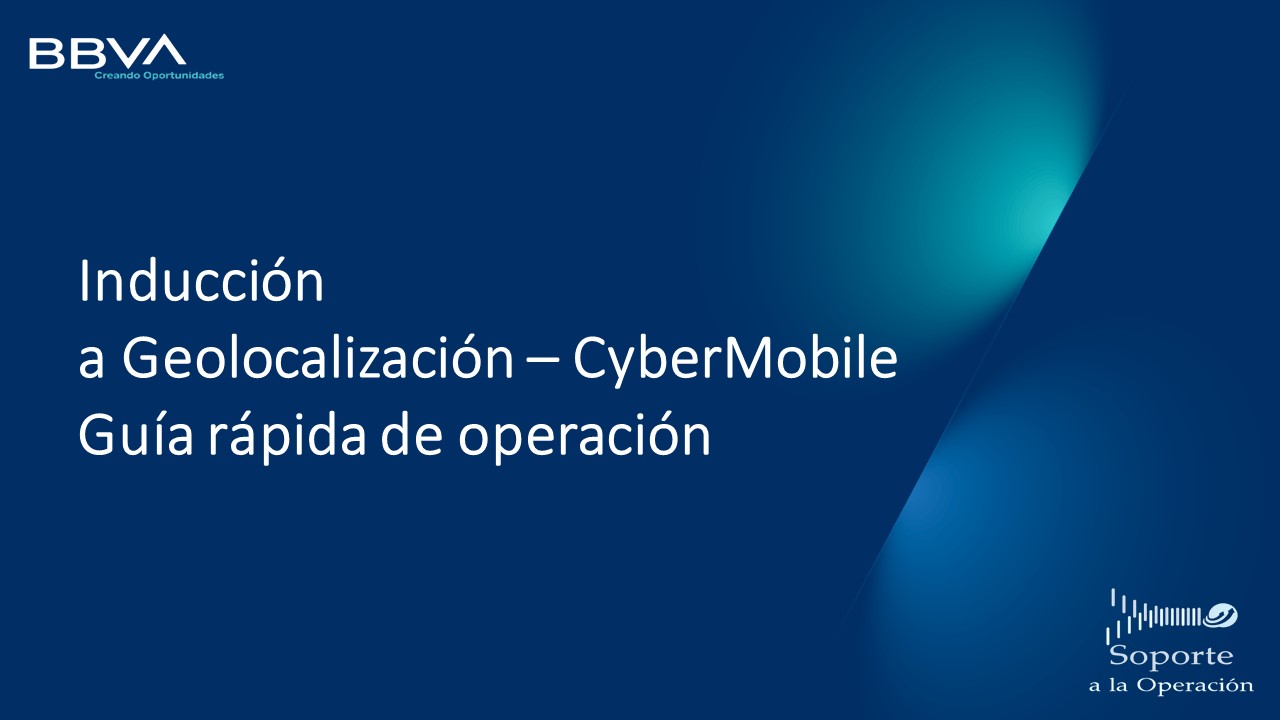 BBVA
Creando Oportunidades
Inducción
a Geolocalización – CyberMobile
Guía rápida de operación
Soporte
a la Operación